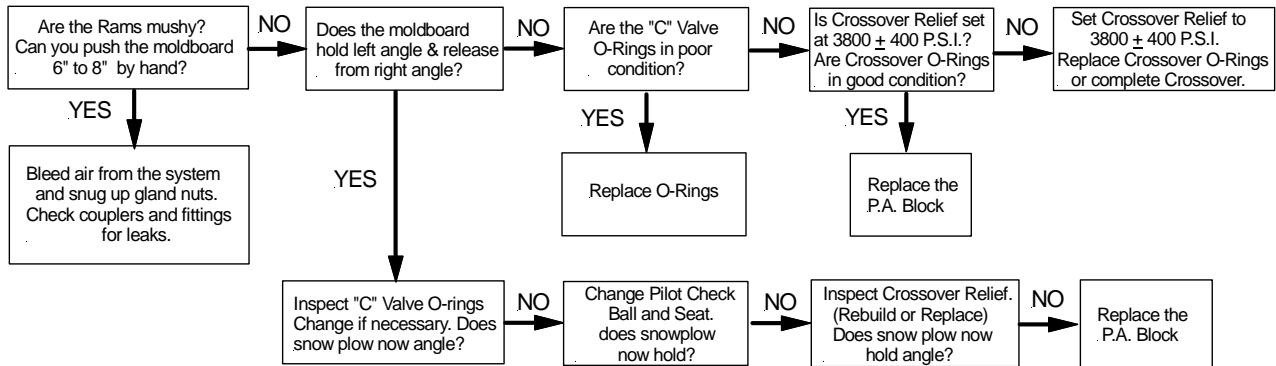 Are the Rams mushy?
Can you push the moldboard
6" to 8" by hand?
NO
Does the moldboard
hold left angle & release
from right angle?
NO
Are the "C" Valve
O-Rings in poor
condition?
NO
Is Crossover Relief set
at 3800 ± 400 P.S.I.?
Are Crossover O-Rings
in good condition?
NO
Set Crossover Relief to
3800 ± 400 P.S.I.
Replace Crossover O-Rings
or complete Crossover.
YES
Bleed air from the system
and snug up gland nuts.
Check couplers and fittings
for leaks.
YES
YES
Replace O-Rings
YES
Replace the
P.A. Block
Inspect "C" Valve O-rings
Change if necessary. Does
snow plow now angle?
NO
Change Pilot Check
Ball and Seat.
does snowplow
now hold?
NO
Inspect Crossover Relief.
(Rebuild or Replace)
Does snow plow now
hold angle?
NO
Replace the
P.A. Block